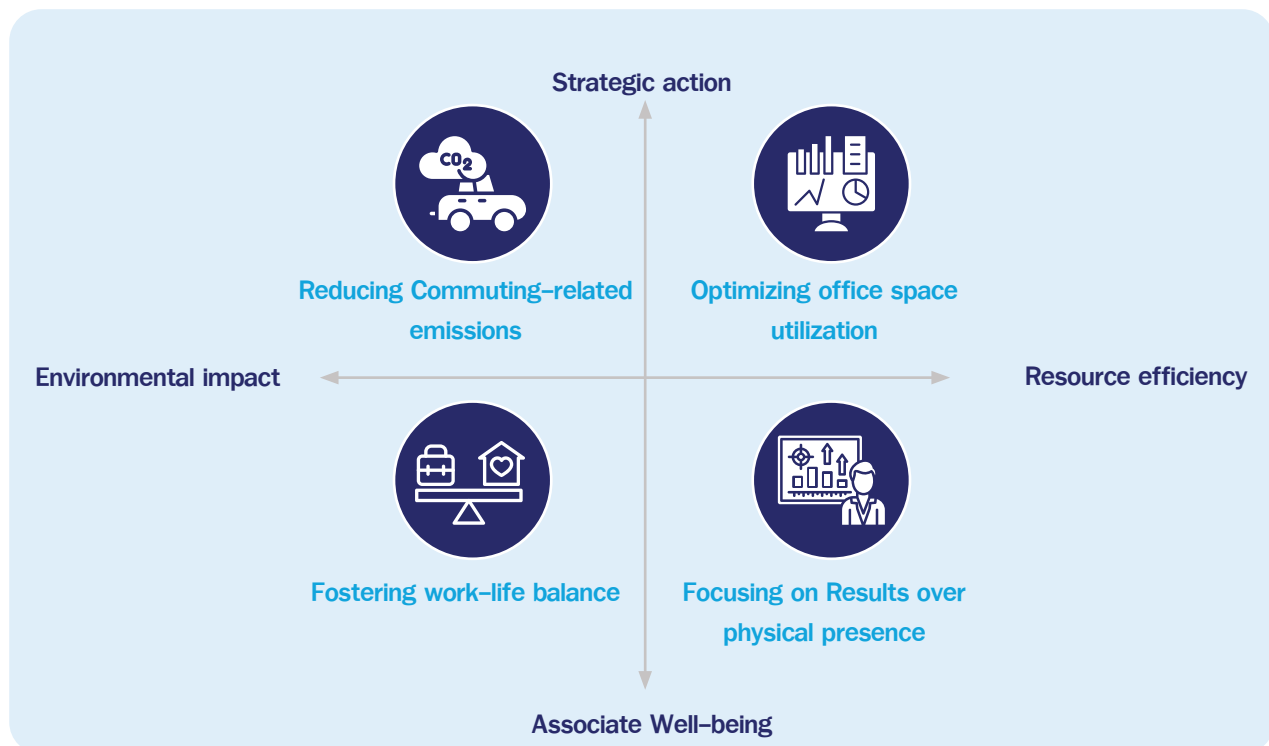 Strategic action
CO2
Reducing Commuting–related
emissions
Optimizing office space
utilization
Environmental impact
Resource efficiency
Fostering work–life balance
Focusing on Results over
physical presence
Associate Well–being